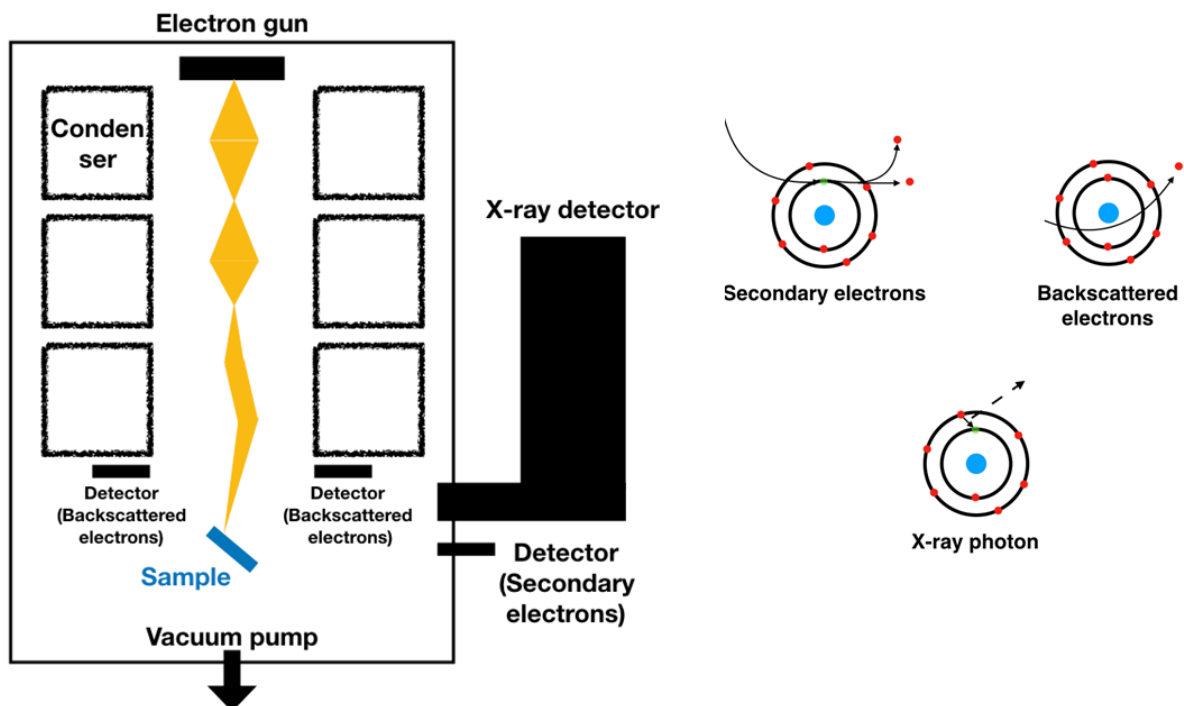 Electron gun
Conden
ser
X-ray detector
Detector
(Backscattered
electrons)
Detector
(Backscattered
electrons)
Sample
Detector
(Secondary
electrons)
Vacuum pump
Secondary electrons
Backscattered
electrons
X-ray photon